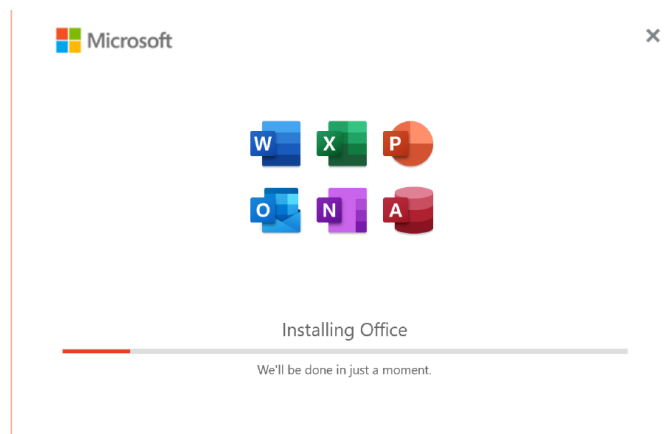 Microsoft
W X P
O N A
Installing Office
We'll be done in just a moment.